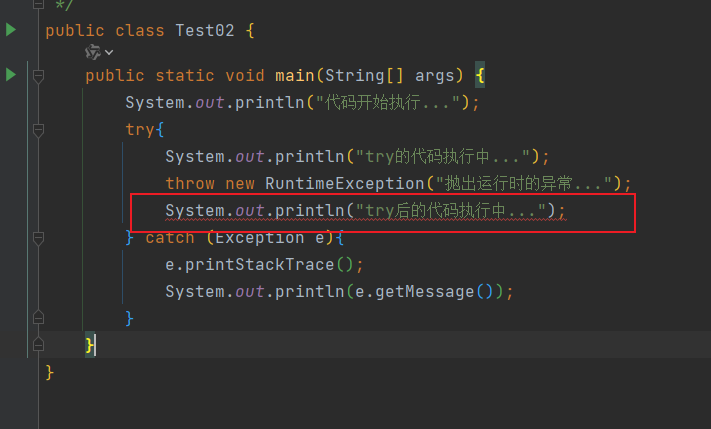 */
public class Test02 {
public static void main(String[] args) {
System.out.println("代码开始执行...");
try{
System.out.println("try的代码执行中...");
throw new RuntimeException("抛出运行时的异常...");
System.out.println("try后的代码执行中...");
} catch (Exception e){
e.printStackTrace();
System.out.println(e.getMessage());
}
}
}